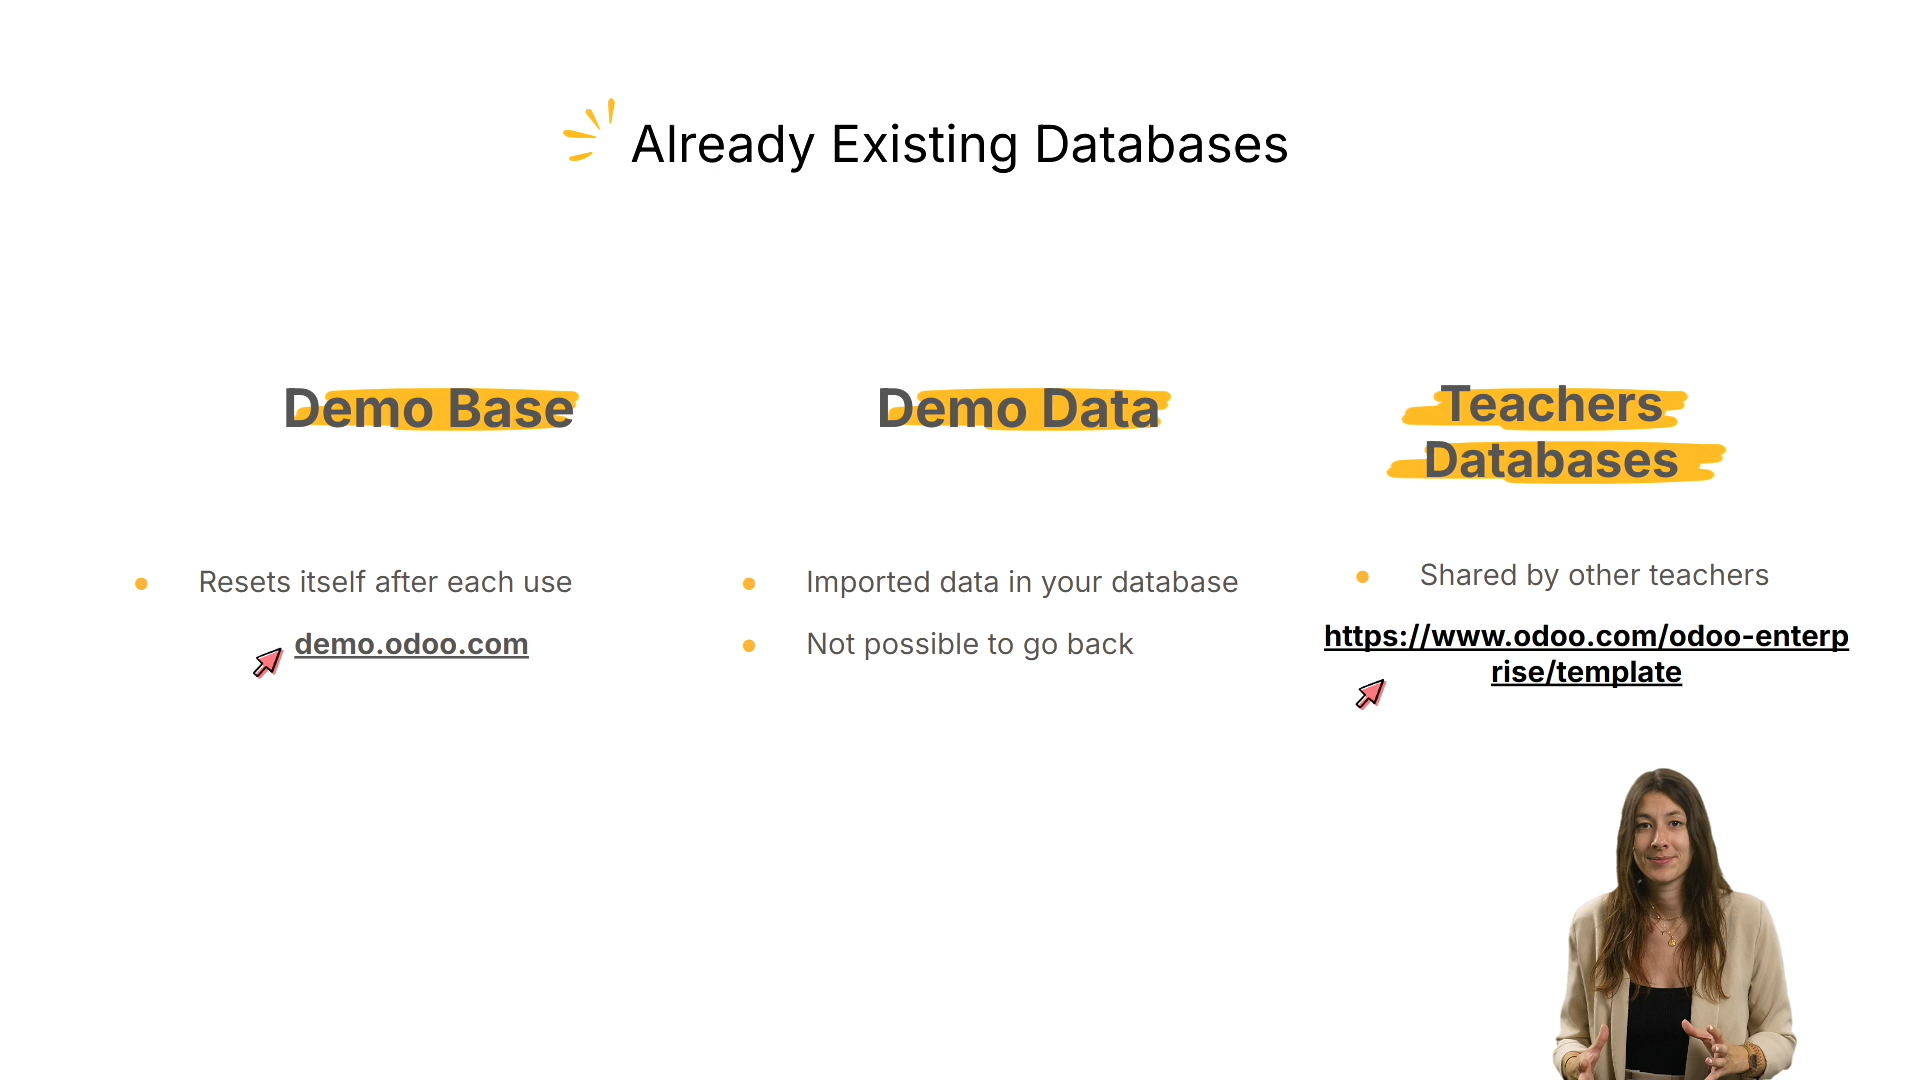 Already Existing Databases
Demo Base
Resets itself after each use
demo.odoo.com
Demo Data
Imported data in your database
Not possible to go back
Teachers
Databases
Shared by other teachers
https://www.odoo.com/odoo-enterp
rise/template